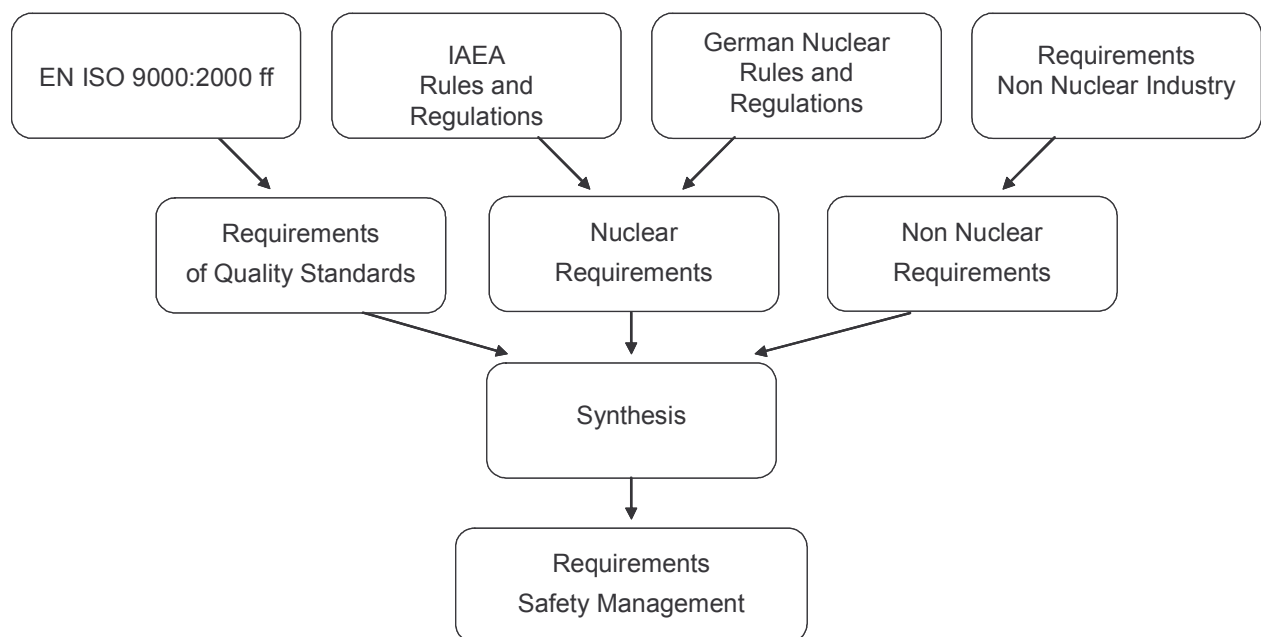 EN ISO 9000:2000 ff
IAEA
Rules and
Regulations
German Nuclear
Rules and
Regulations
Requirements
Non Nuclear Industry
Requirements
of Quality Standards
Nuclear
Requirements
Non Nuclear
Requirements
Synthesis
Requirements
Safety Management